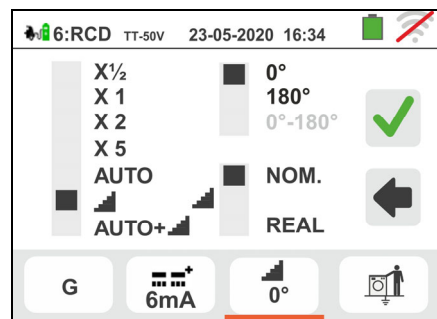 6:RCD TT-50V 23-05-2020 16:34
X½ 0°
X 1 180°
X 2 0°-180°
X 5
AUTO NOM.
AUTO+ REAL
G 6mA + 0°